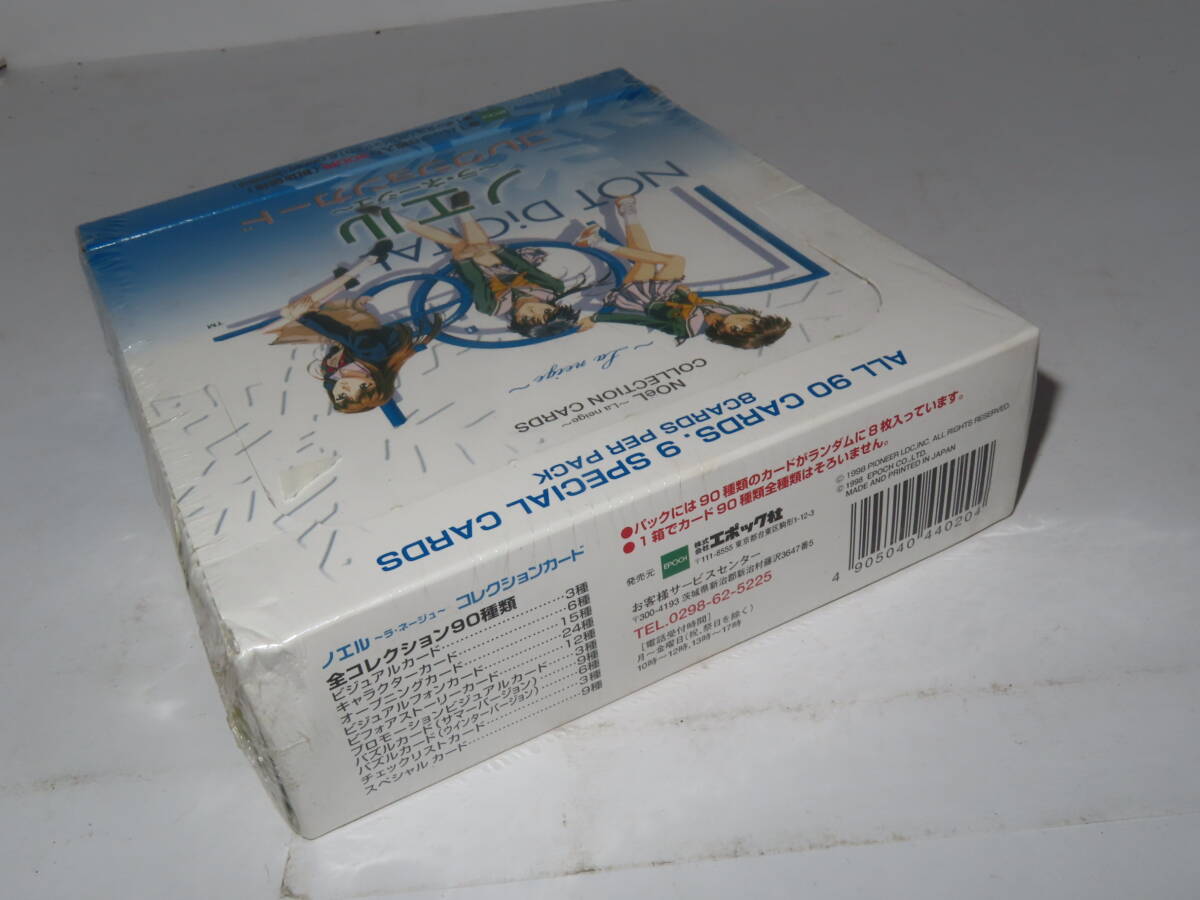 NOT DiGITAL
ノエル
～ラ・ネージュ～
コレクションカード
TM
～La neige～
NOëL ～La neige～
COLLECTION CARDS
ALL 90 CARDS. 9 SPECIAL CARDS
8CARDS PER PACK
ノエル ～ラ・ネージュ～ コレクションカード
全コレクション90種類
ビジュアルカード……………3種
キャラクターカード……………6種
オープニングカード……………15種
ビジュアルフォンカード……………24種
ビフォアストーリーカード……………12種
プロモーションビジュアルカード……3種
パズルカード(サマーバージョン)……9種
パズルカード(ウインターバージョン)……6種
チェックリストカード……………3種
スペシャル カード……………9種
●パックには90種類のカードがランダムに8枚入っています。
●1箱でカード90種類全種類はそろいません。
発売元 EPOCH 株式会社エポック社
〒111-8555 東京都台東区駒形1-12-3
お客様サービスセンター
〒300-4193 茨城県新治郡新治村藤沢3647番5
TEL.0298-62-5225
[電話受付時間]
月～金曜日(祝、祭日を除く)
10時～12時、13時～17時
© 1998 PIONEER LDC,INC. ALL RIGHTS RESERVED.
© 1998 EPOCH CO.,LTD.
MADE AND PRINTED IN JAPAN
4 905040 440204